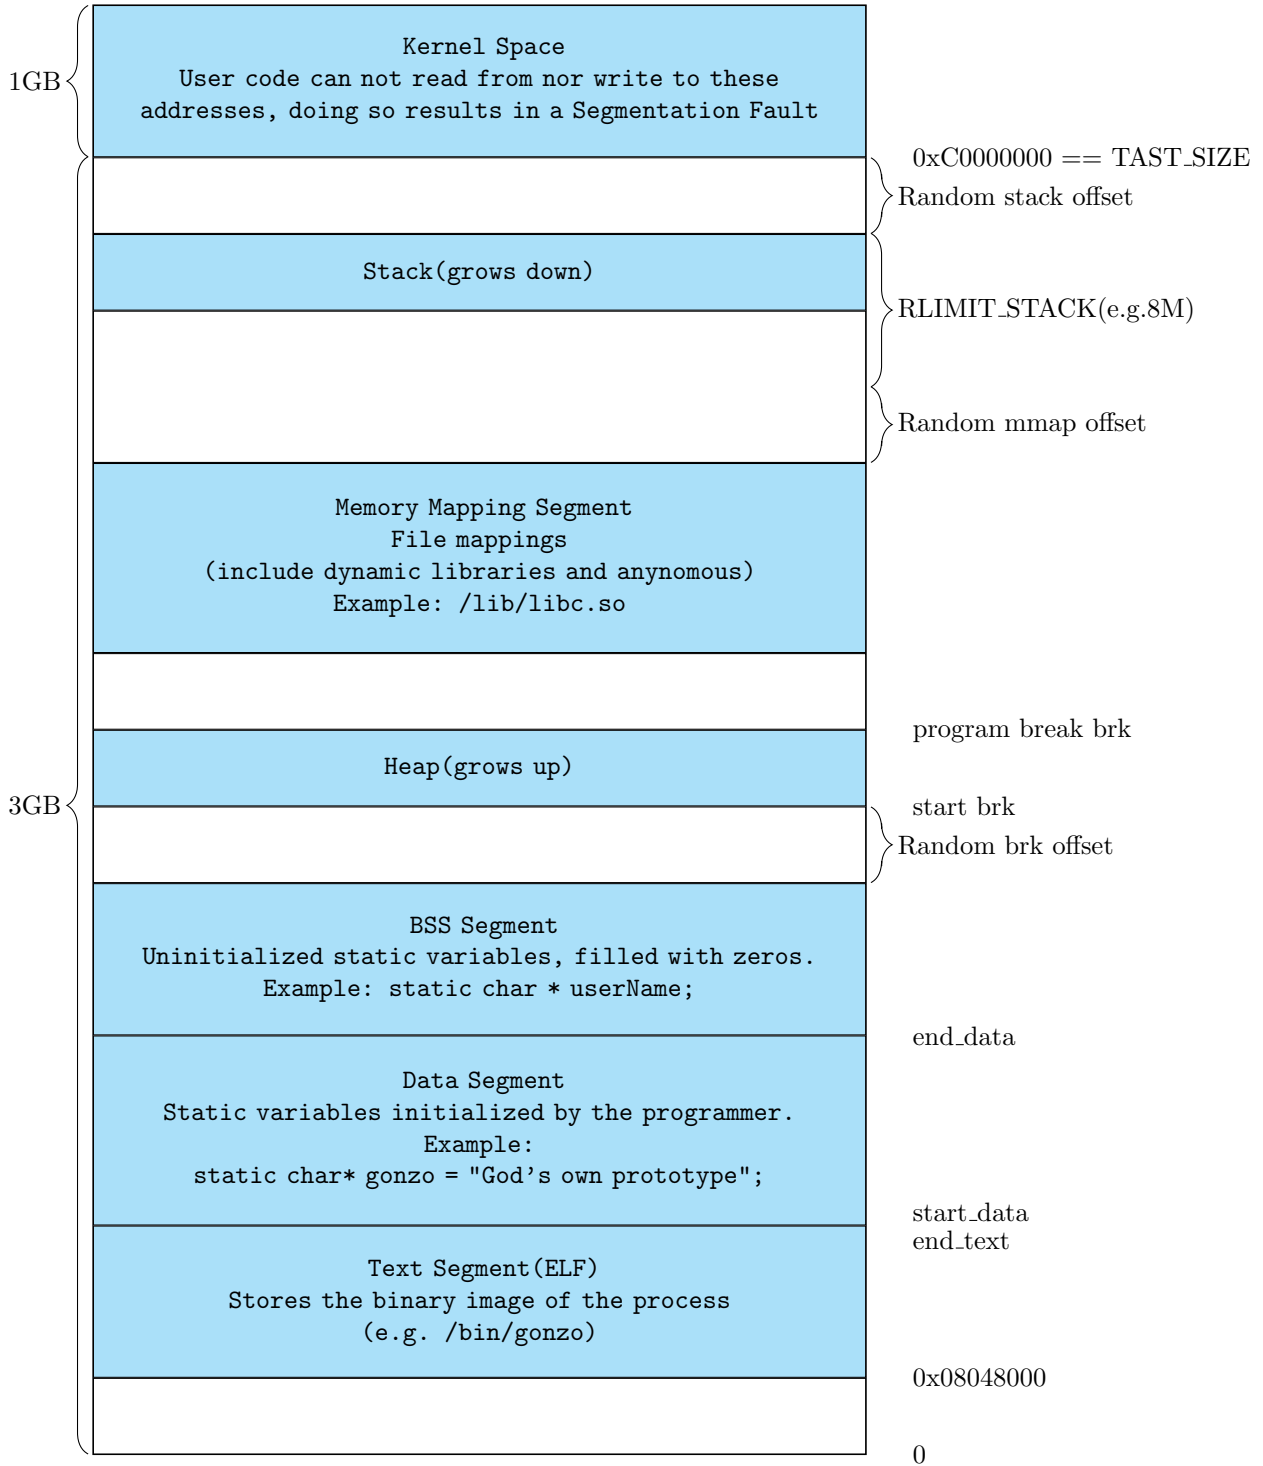 Kernel Space
User code can not read from nor write to these
addresses, doing so results in a Segmentation Fault
1GB
0xC0000000 == TAST_SIZE
Random stack offset
Stack(grows down)
RLIMIT_STACK(e.g.8M)
Random mmap offset
Memory Mapping Segment
File mappings
(include dynamic libraries and anynomous)
Example: /lib/libc.so
program break brk
Heap(grows up)
3GB
start brk
Random brk offset
BSS Segment
Uninitialized static variables, filled with zeros.
Example: static char * userName;
end_data
Data Segment
Static variables initialized by the programmer.
Example:
static char* gonzo = "God's own prototype";
start_data
end_text
Text Segment(ELF)
Stores the binary image of the process
(e.g. /bin/gonzo)
0x08048000
0